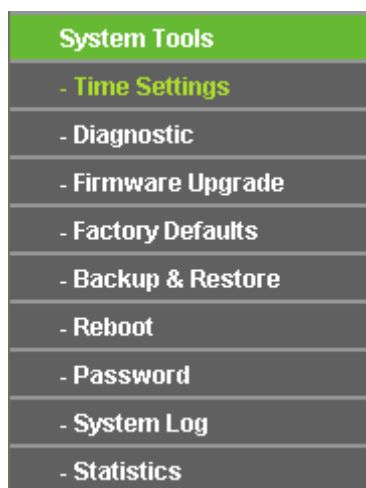 System Tools
- Time Settings
- Diagnostic
- Firmware Upgrade
- Factory Defaults
- Backup & Restore
- Reboot
- Password
- System Log
- Statistics